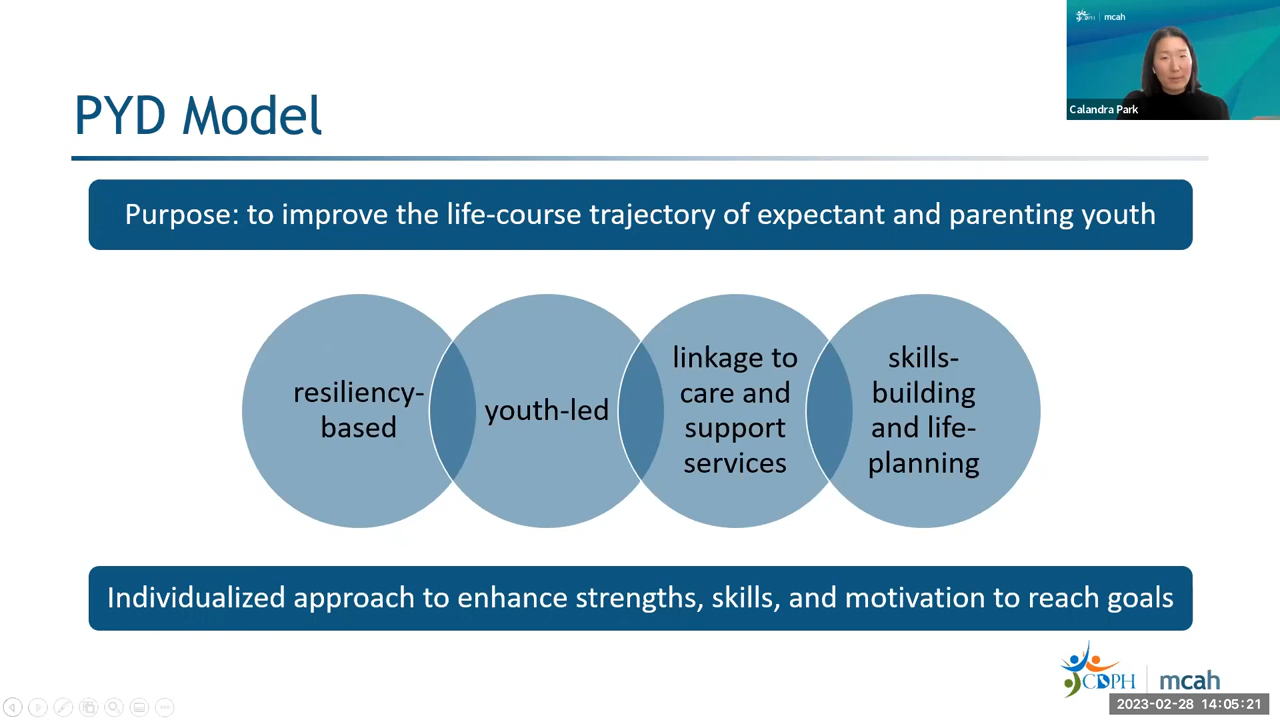 CDPH | mcah
Calandra Park
PYD Model
Purpose: to improve the life-course trajectory of expectant and parenting youth
resiliency-
based
youth-led
linkage to
care and
support
services
skills-
building
and life-
planning
Individualized approach to enhance strengths, skills, and motivation to reach goals
CDPH | mcah
2023-02-28 14:05:21